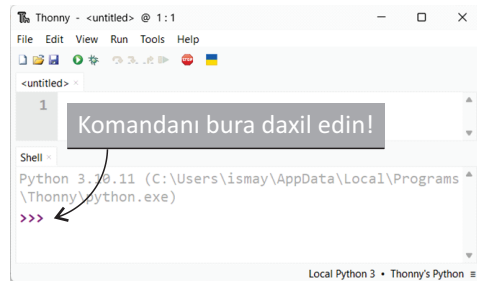 Thonny - <untitled> @ 1 : 1
File Edit View Run Tools Help
<untitled> ×
1
Komandanı bura daxil edin!
Shell ×
Python 3.10.11 (C:\Users\ismay\AppData\Local\Programs
\Thonny\python.exe)
>>>
Local Python 3 • Thonny's Python ≡